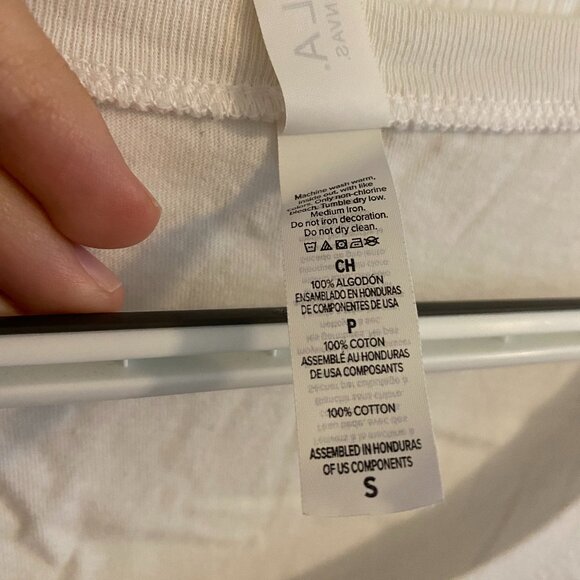 L.A.
NVAS.
Machine wash warm,
inside out, with like
colors. Only non-chlorine
bleach. Tumble dry low.
Medium Iron.
Do not iron decoration.
Do not dry clean.
CH
100% ALGODÓN
ENSAMBLADO EN HONDURAS
DE COMPONENTES DE USA
P
100% COTON
ASSEMBLÉ AU HONDURAS
DE USA COMPOSANTS
100% COTTON
ASSEMBLED IN HONDURAS
OF US COMPONENTS
S